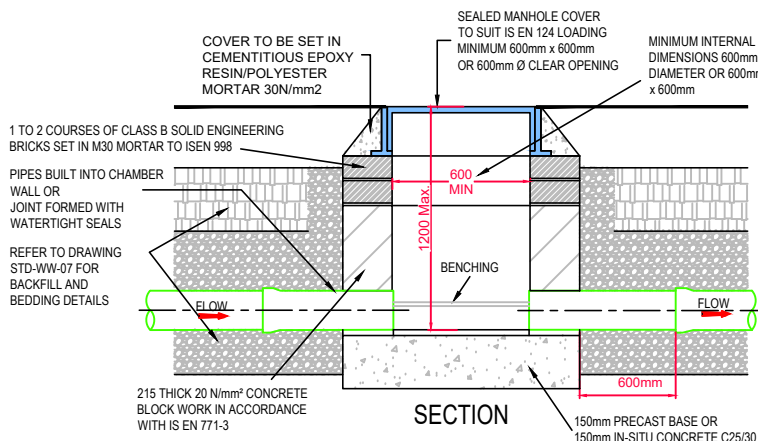 SEALED MANHOLE COVER
TO SUIT IS EN 124 LOADING
MINIMUM 600mm x 600mm
OR 600mm Ø CLEAR OPENING
COVER TO BE SET IN
CEMENTITIOUS EPOXY
RESIN/POLYESTER
MORTAR 30N/mm2
MINIMUM INTERNAL
DIMENSIONS 600mm
DIAMETER OR 600mm
x 600mm
1 TO 2 COURSES OF CLASS B SOLID ENGINEERING
BRICKS SET IN M30 MORTAR TO ISEN 998
PIPES BUILT INTO CHAMBER
WALL OR
JOINT FORMED WITH
WATERTIGHT SEALS
REFER TO DRAWING
STD-WW-07 FOR
BACKFILL AND
BEDDING DETAILS
600
MIN
1200 Max.
BENCHING
FLOW
FLOW
600mm
215 THICK 20 N/mm² CONCRETE
BLOCK WORK IN ACCORDANCE
WITH IS EN 771-3
SECTION
150mm PRECAST BASE OR
150mm IN-SITU CONCRETE C25/30